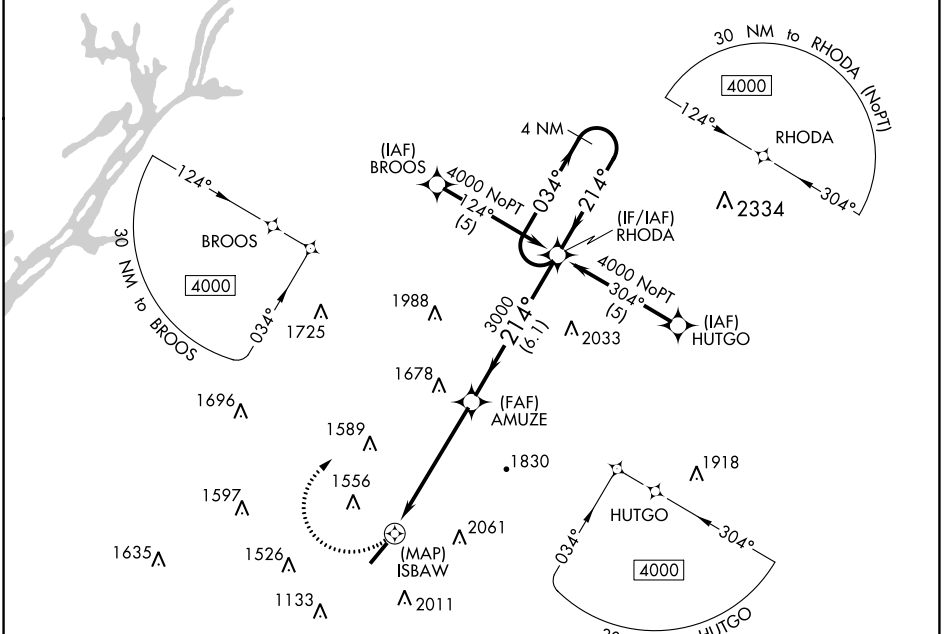 30 NM to RHODA (NoPT)
4000
124°
RHODA
304°
2334
4 NM
(IAF)
BROOS
4000 NoPT
124°
(5)
034°
214°
(IF/IAF)
RHODA
4000 NoPT
304°
(5)
(IAF)
HUTGO
124°
BROOS
4000
034°
30 NM to BROOS
1725
1988
3000
214°
(6.1)
2033
1678
(FAF)
AMUZE
1696
1589
1830
1556
1597
2061
1918
HUTGO
304°
034°
4000
HUTGO
(MAP)
ISBAW
1635
1526
1133
2011